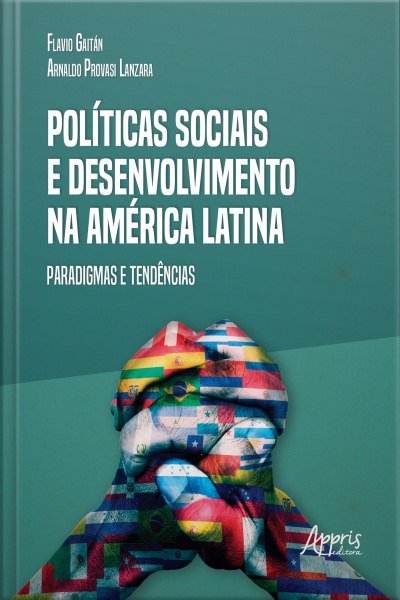 Flavio Gaitán
Arnaldo Provasi Lanzara
POLÍTICAS SOCIAIS
E DESENVOLVIMENTO
NA AMÉRICA LATINA
PARADIGMAS E TENDÊNCIAS
Appris
editora